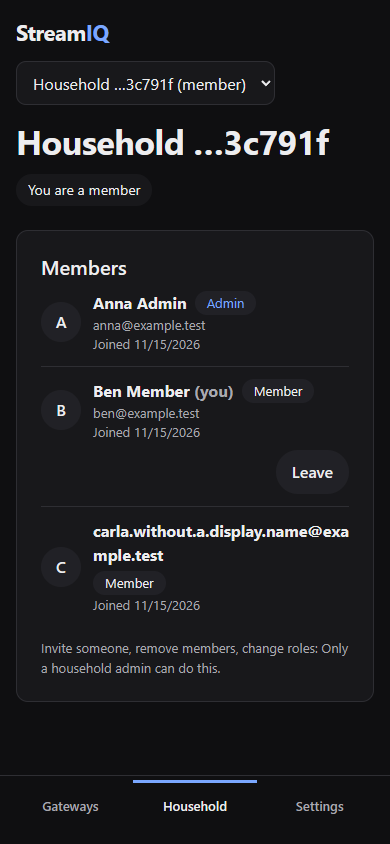 StreamIQ
Household …3c791f (member)
Household …3c791f
You are a member
Members
A
Anna Admin Admin
anna@example.test
Joined 11/15/2026
B
Ben Member (you) Member
ben@example.test
Joined 11/15/2026
Leave
C
carla.without.a.display.name@exa
mple.test
Member
Joined 11/15/2026
Invite someone, remove members, change roles: Only
a household admin can do this.
Gateways Household Settings